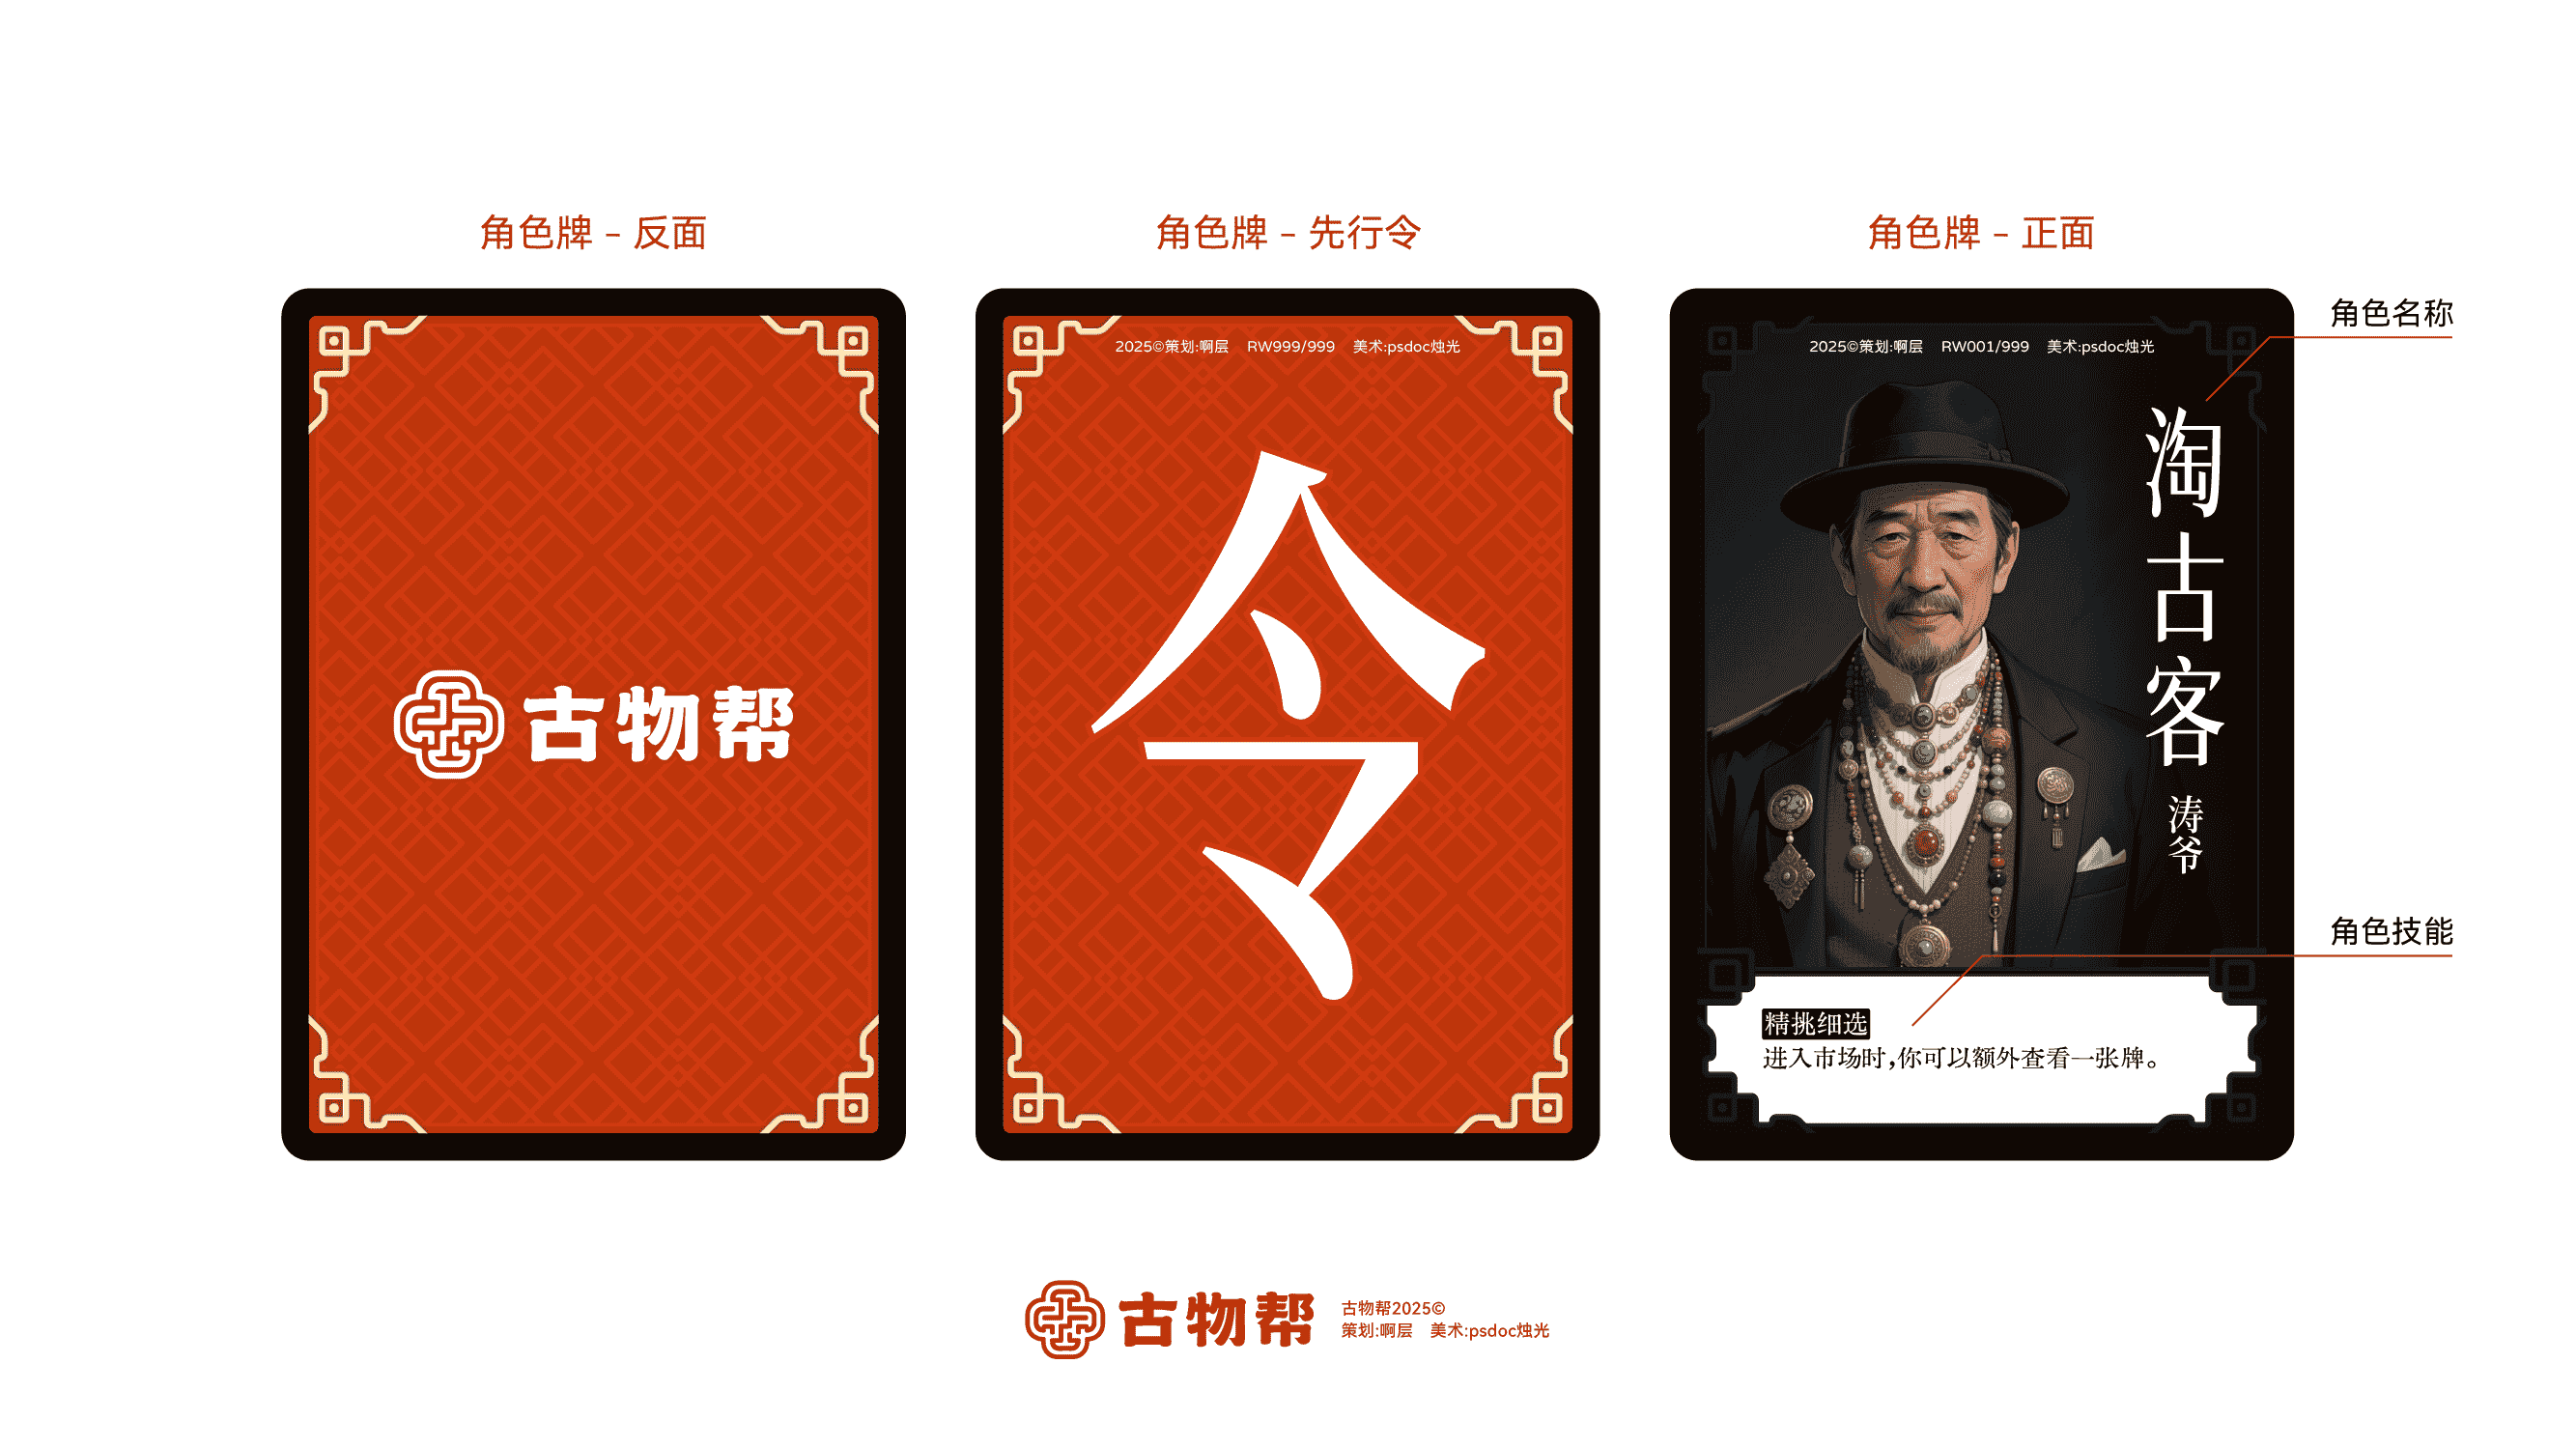 角色牌 – 反面
角色牌 – 先行令
角色牌 – 正面
古物帮
2025©策划:啊层 RW999/999 美术:psdoc烛光
令
2025©策划:啊层 RW001/999 美术:psdoc烛光
淘古客
涛爷
角色名称
角色技能
精挑细选
进入市场时,你可以额外查看一张牌。
古物帮
古物帮2025©
策划:啊层 美术:psdoc烛光